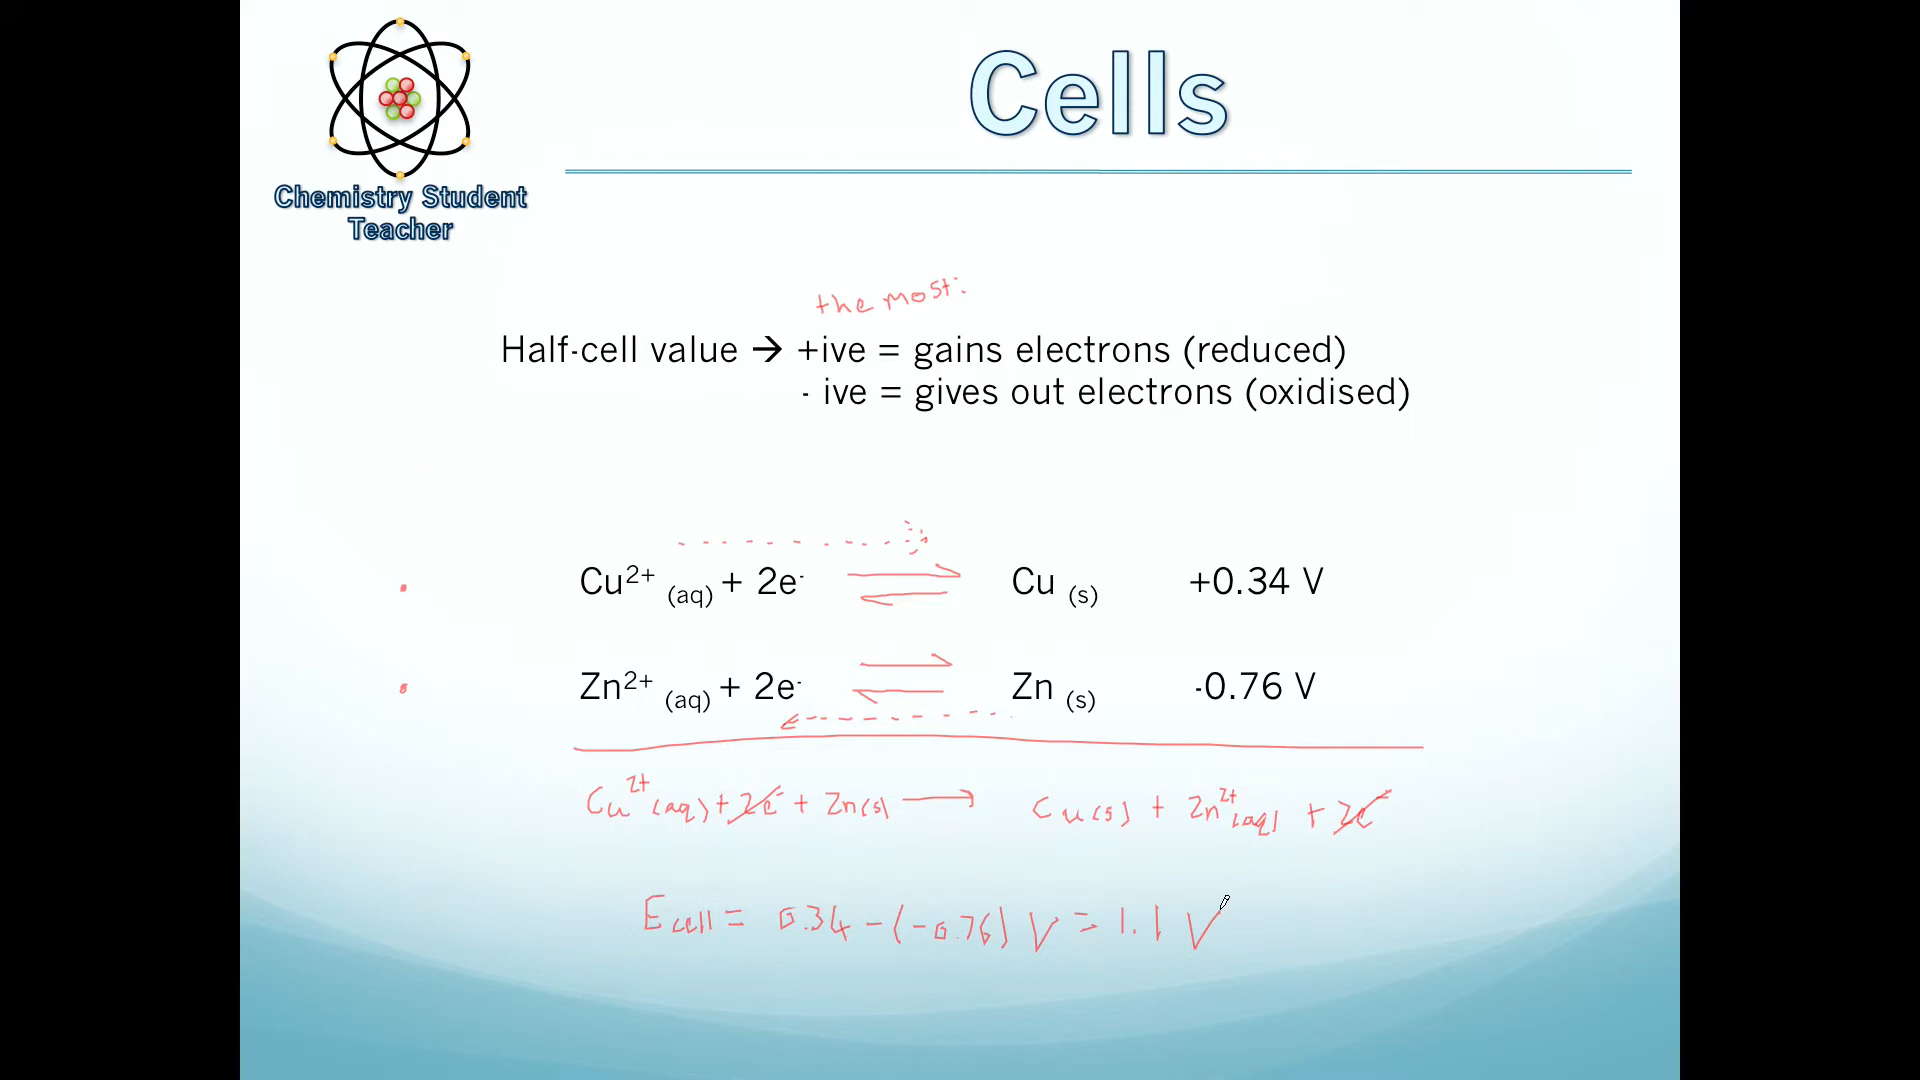 Cells
Chemistry Student
Teacher
the most:
Half-cell value → +ive = gains electrons (reduced)
- ive = gives out electrons (oxidised)
Cu²⁺ (aq) + 2e⁻ ⇌ Cu (s) +0.34 V
Zn²⁺ (aq) + 2e⁻ ⇌ Zn (s) -0.76 V
Cu²⁺(aq) + 2e⁻ + Zn(s) → Cu(s) + Zn²⁺(aq) + 2e⁻
Ecell = 0.34 - (-0.76) V = 1.1 V